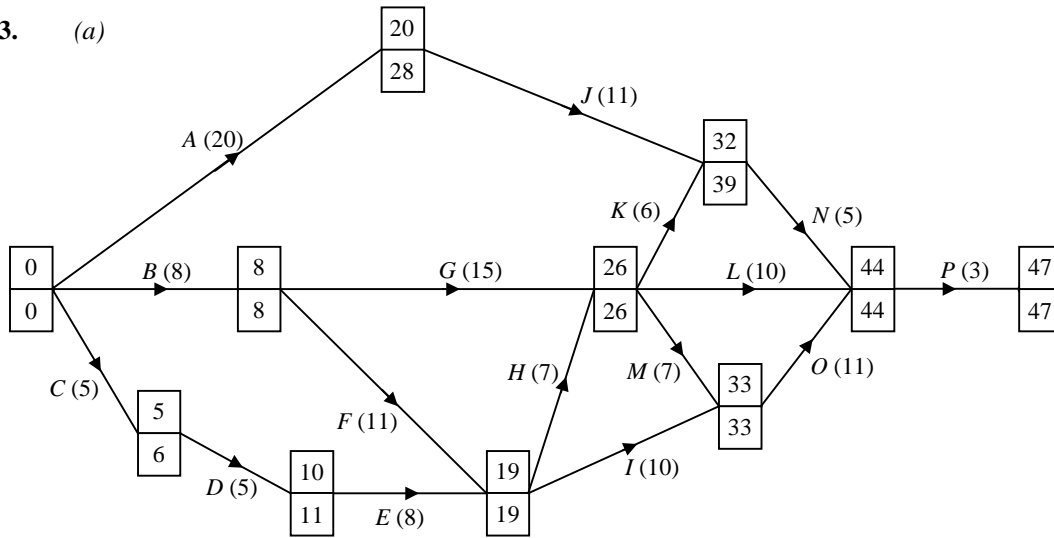 3. (a)
20
28
J (11)
A (20)
32
39
K (6)
N (5)
0
0
B (8)
8
8
G (15)
26
26
L (10)
44
44
P (3)
47
47
C (5)
H (7)
M (7)
O (11)
5
6
F (11)
33
33
D (5)
10
11
E (8)
19
19
I (10)